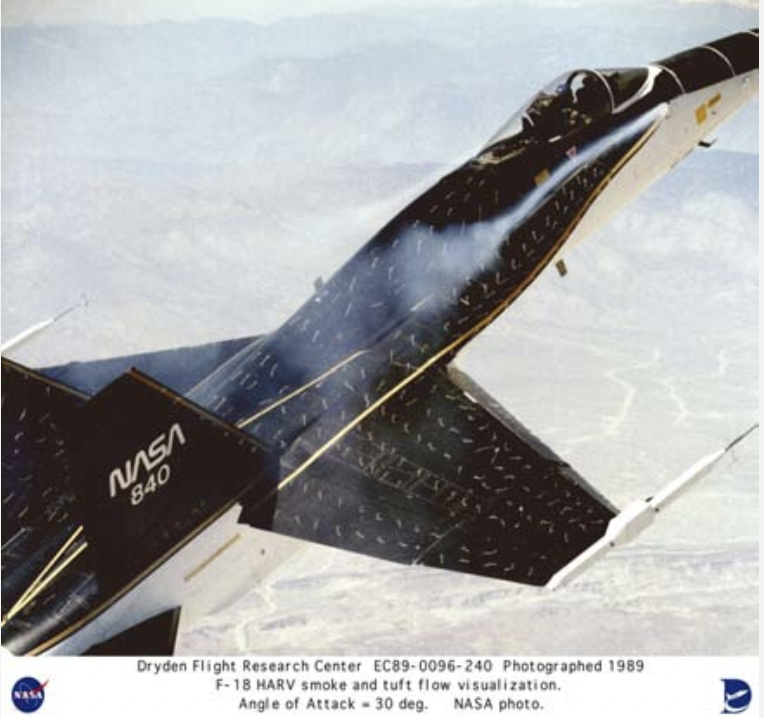 NASA
840
Dryden Flight Research Center EC89-0096-240 Photographed 1989
F-18 HARV smoke and tuft flow visualization.
Angle of Attack = 30 deg. NASA photo.
NASA